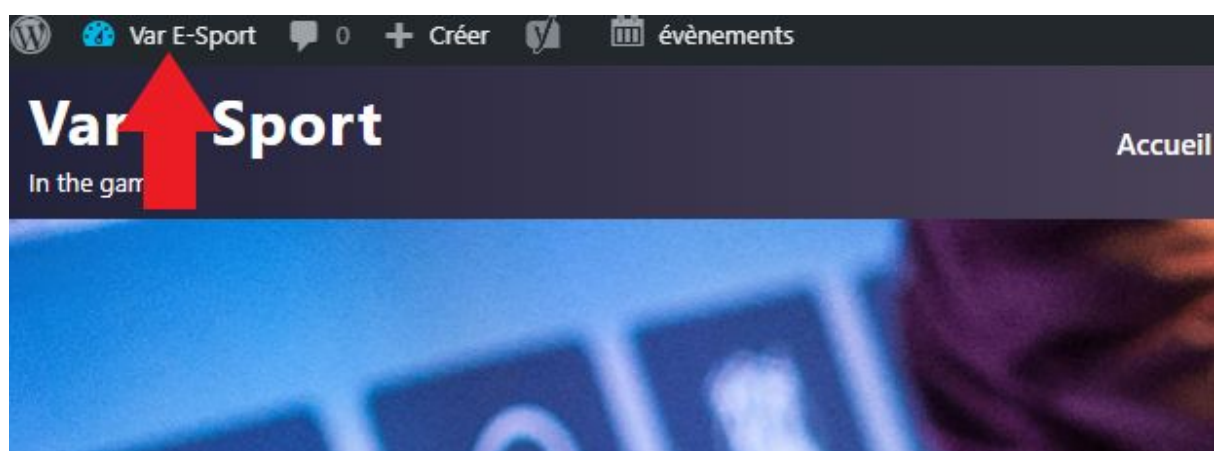 Var E-Sport 0 Créer évènements
Var Sport
Accueil
In the gam